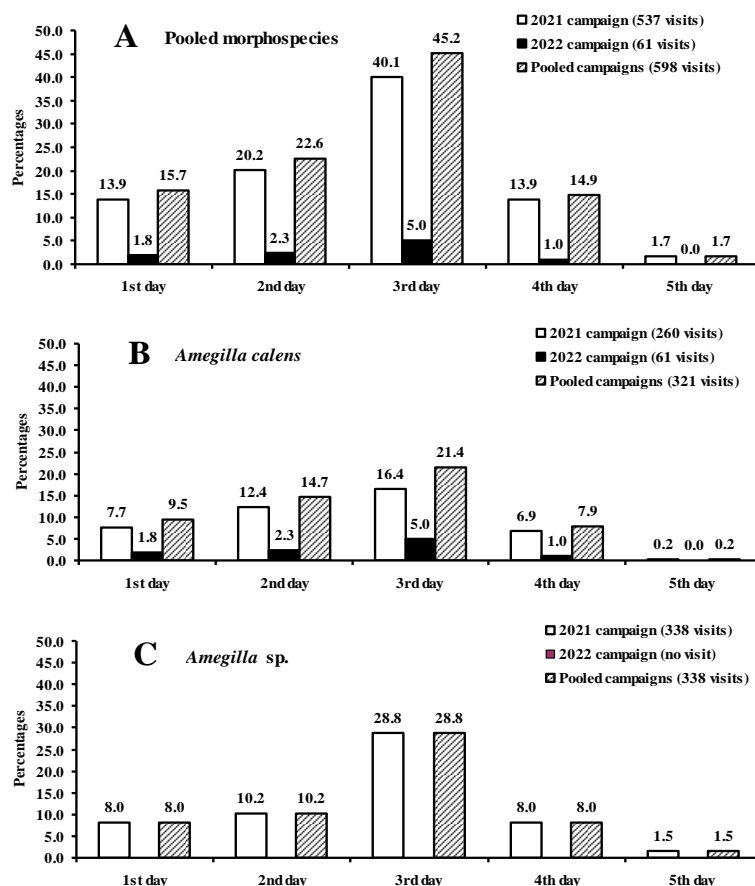 A Pooled morphospecies
2021 campaign (537 visits)
2022 campaign (61 visits)
Pooled campaigns (598 visits)
Percentages
50.0
45.0
40.0
35.0
30.0
25.0
20.0
15.0
10.0
5.0
0.0
13.9 1.8 15.7
20.2 2.3 22.6
40.1 5.0 45.2
13.9 1.0 14.9
1.7 0.0 1.7
1st day 2nd day 3rd day 4th day 5th day
B Amegilla calens
2021 campaign (260 visits)
2022 campaign (61 visits)
Pooled campaigns (321 visits)
Percentages
50.0
45.0
40.0
35.0
30.0
25.0
20.0
15.0
10.0
5.0
0.0
7.7 1.8 9.5
12.4 2.3 14.7
16.4 5.0 21.4
6.9 1.0 7.9
0.2 0.0 0.2
1st day 2nd day 3rd day 4th day 5th day
C Amegilla sp.
2021 campaign (338 visits)
2022 campaign (no visit)
Pooled campaigns (338 visits)
Percentages
50.0
45.0
40.0
35.0
30.0
25.0
20.0
15.0
10.0
5.0
0.0
8.0 8.0
10.2 10.2
28.8 28.8
8.0 8.0
1.5 1.5
1st day 2nd day 3rd day 4th day 5th day